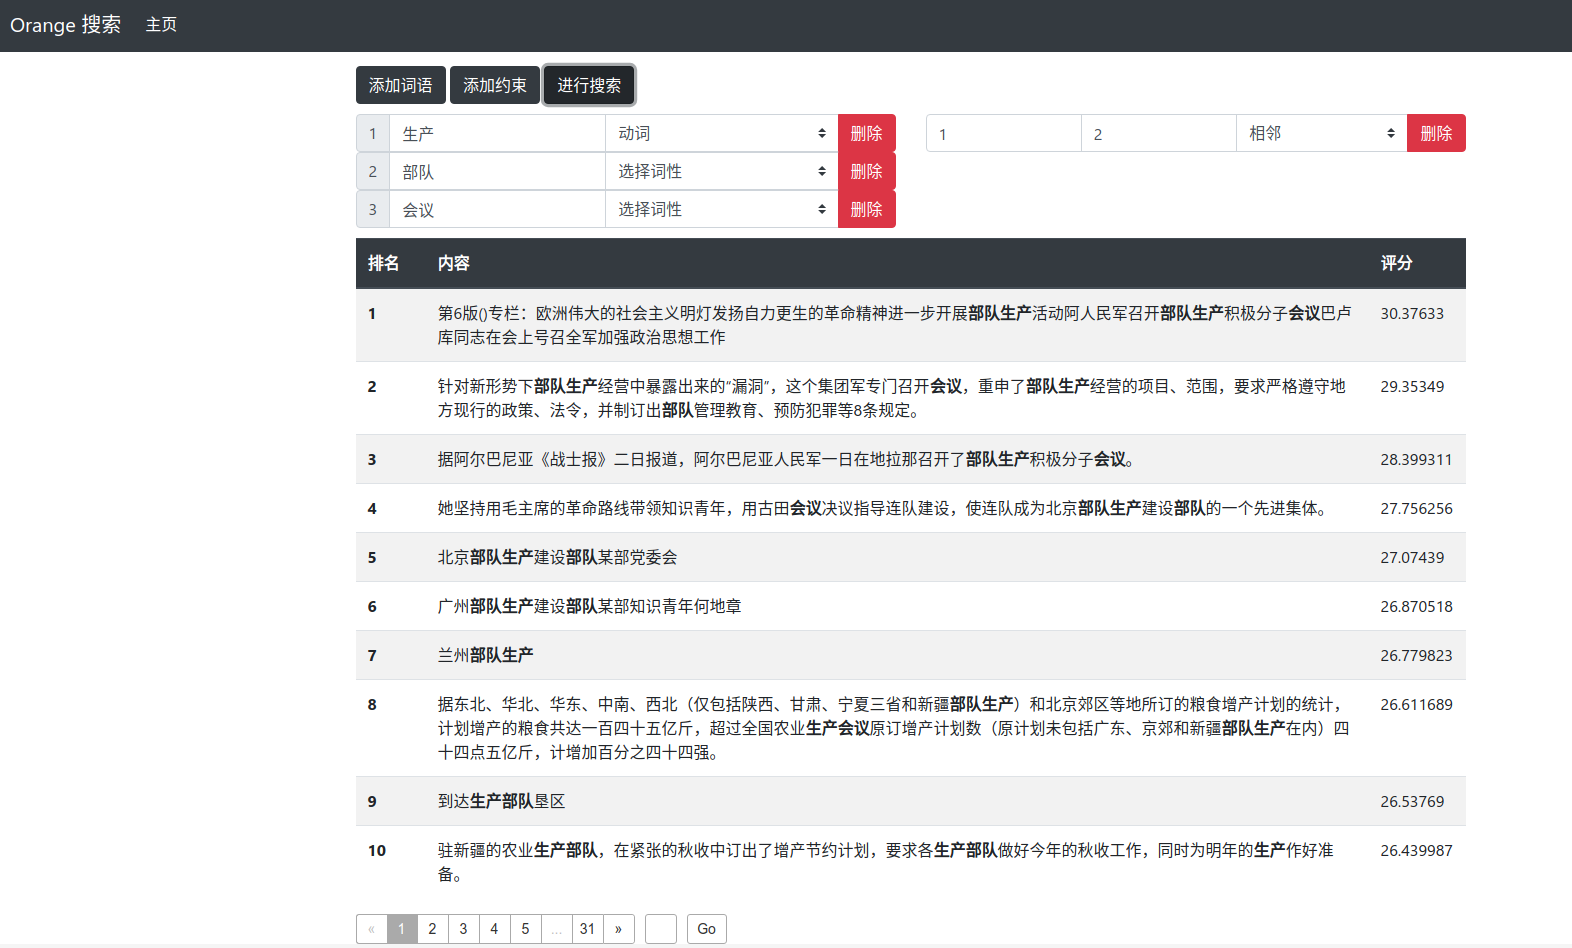 Orange 搜索 主页
添加词语 添加约束 进行搜索
1 生产 动词 删除 1 2 相邻 删除
2 部队 选择词性 删除
3 会议 选择词性 删除
排名 内容 评分
1 第6版()专栏：欧洲伟大的社会主义明灯发扬自力更生的革命精神进一步开展部队生产活动阿人民军召开部队生产积极分子会议巴卢 30.37633
库同志在会上号召全军加强政治思想工作
2 针对新形势下部队生产经营中暴露出来的“漏洞”，这个集团军专门召开会议，重申了部队生产经营的项目、范围，要求严格遵守地 29.35349
方现行的政策、法令，并制订出部队管理教育、预防犯罪等8条规定。
3 据阿尔巴尼亚《战士报》二日报道，阿尔巴尼亚人民军一日在地拉那召开了部队生产积极分子会议。 28.399311
4 她坚持用毛主席的革命路线带领知识青年，用古田会议决议指导连队建设，使连队成为北京部队生产建设部队的一个先进集体。 27.756256
5 北京部队生产建设部队某部党委会 27.07439
6 广州部队生产建设部队某部知识青年何地章 26.870518
7 兰州部队生产 26.779823
8 据东北、华北、华东、中南、西北（仅包括陕西、甘肃、宁夏三省和新疆部队生产）和北京郊区等地所订的粮食增产计划的统计， 26.611689
计划增产的粮食共达一百四十五亿斤，超过全国农业生产会议原订增产计划数（原计划未包括广东、京郊和新疆部队生产在内）四
十四点五亿斤，计增加百分之四十四强。
9 到达生产部队垦区 26.53769
10 驻新疆的农业生产部队，在紧张的秋收中订出了增产节约计划，要求各生产部队做好今年的秋收工作，同时为明年的生产作好准 26.439987
备。
« 1 2 3 4 5 ... 31 » Go